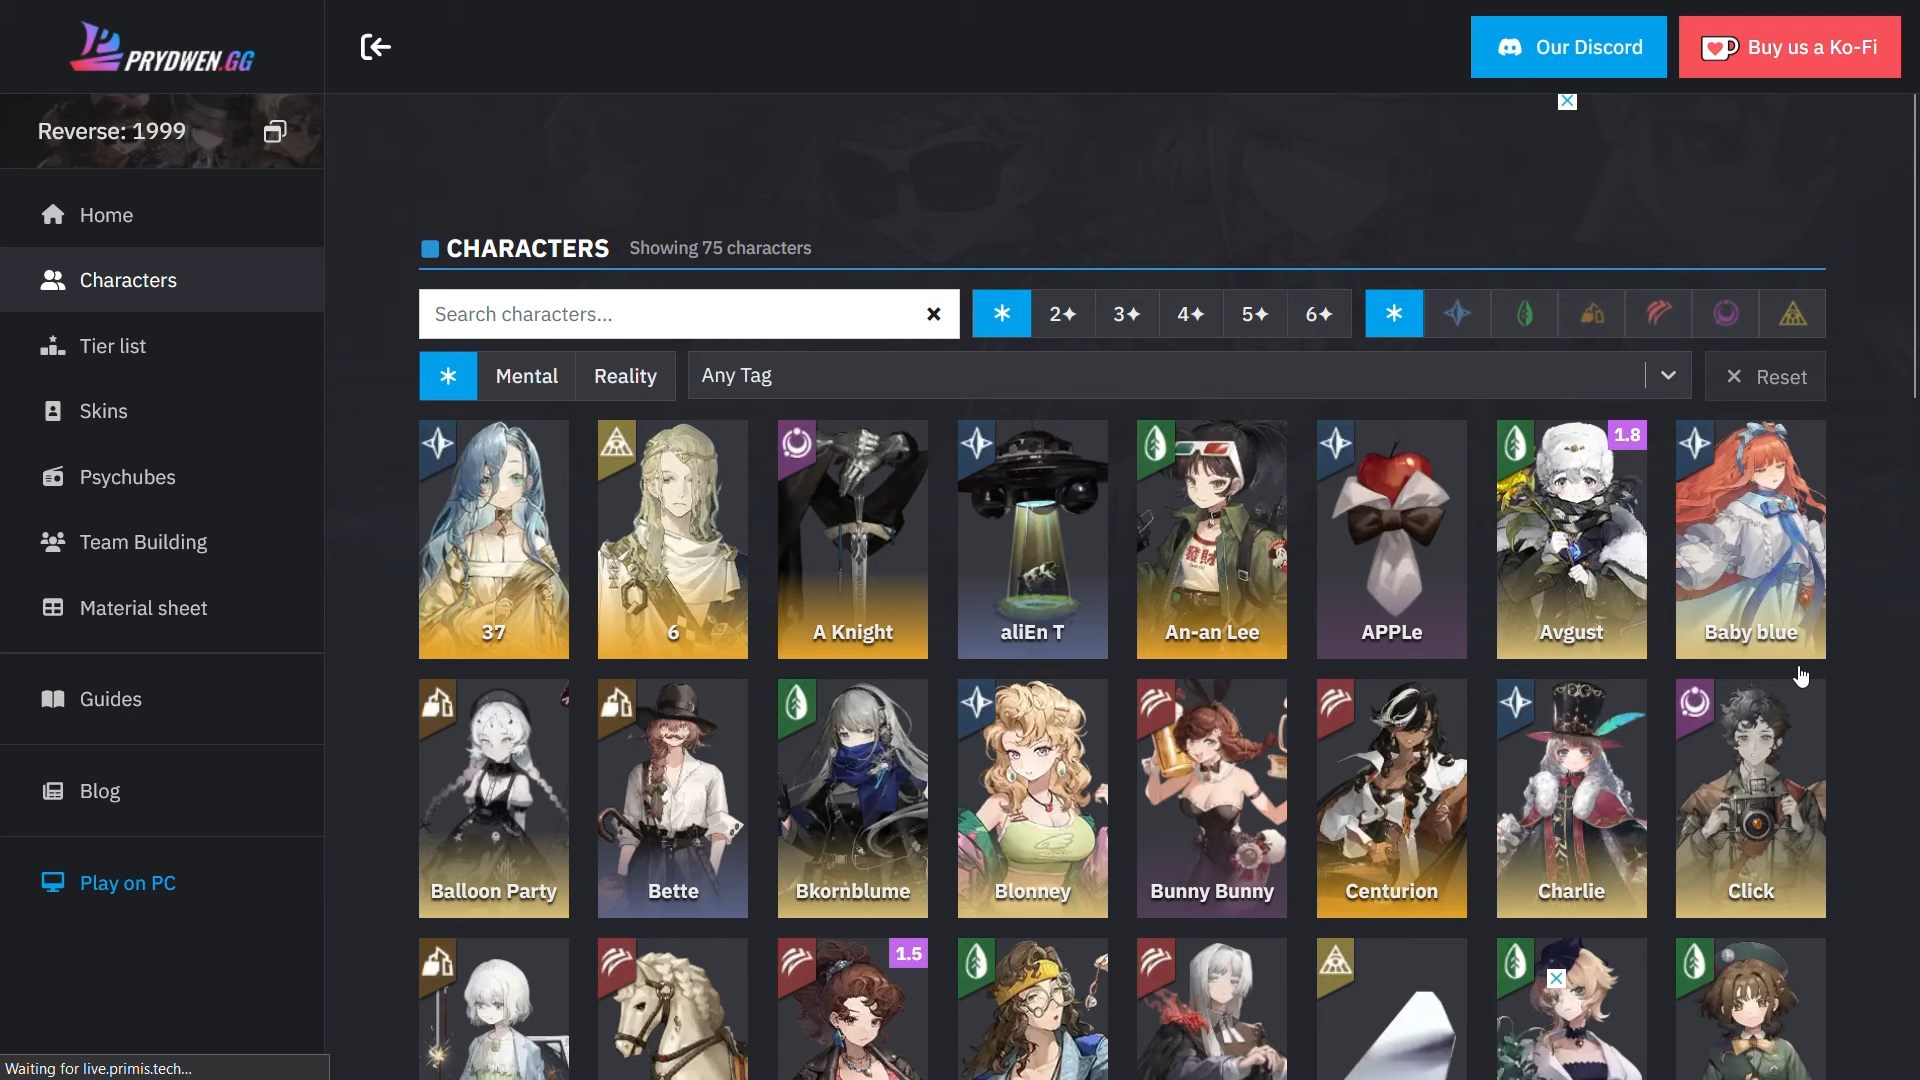 PRYDWEN.GG
Our Discord
Buy us a Ko-Fi
Reverse: 1999
Home
Characters
Tier list
Skins
Psychubes
Team Building
Material sheet
Guides
Blog
Play on PC
CHARACTERS Showing 75 characters
Search characters...
2✦ 3✦ 4✦ 5✦ 6✦
Mental Reality Any Tag Reset
1.8
發財
37 6 A Knight aliEn T An-an Lee APPLe Avgust Baby blue
Balloon Party Bette Bkornblume Blonney Bunny Bunny Centurion Charlie Click
1.5
Waiting for live.primis.tech...